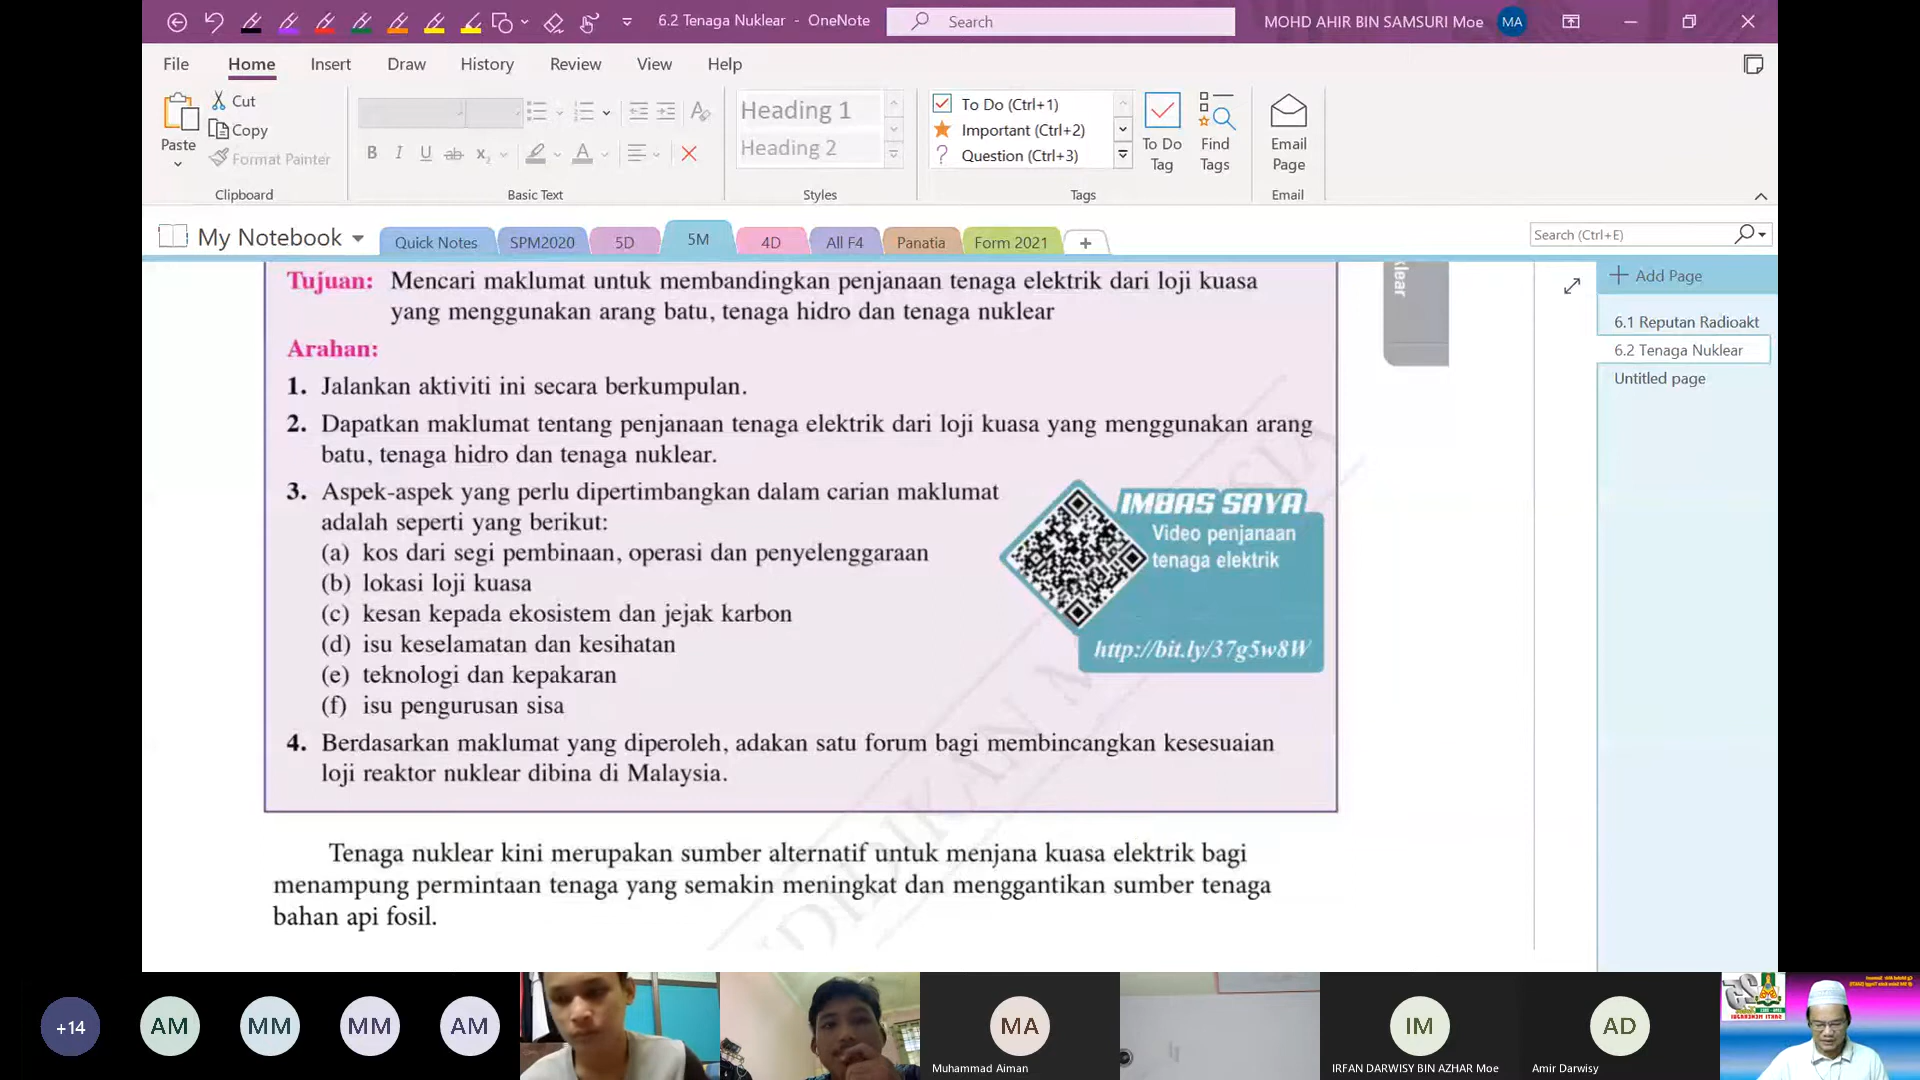 6.2 Tenaga Nuklear - OneNote
Search
MOHD AHIR BIN SAMSURI Moe
MA
File Home Insert Draw History Review View Help
Paste
Cut
Copy
Format Painter
Clipboard
B I U ab x₂ A
Basic Text
Heading 1
Heading 2
Styles
To Do (Ctrl+1)
Important (Ctrl+2)
Question (Ctrl+3)
Tags
To Do Tag
Find Tags
Email Page
Email
My Notebook
Quick Notes SPM2020 5D 5M 4D All F4 Panatia Form 2021 +
Search (Ctrl+E)
Add Page
6.1 Reputan Radioakt
6.2 Tenaga Nuklear
Untitled page
klear
Tujuan: Mencari maklumat untuk membandingkan penjanaan tenaga elektrik dari loji kuasa
yang menggunakan arang batu, tenaga hidro dan tenaga nuklear
Arahan:
1. Jalankan aktiviti ini secara berkumpulan.
2. Dapatkan maklumat tentang penjanaan tenaga elektrik dari loji kuasa yang menggunakan arang
batu, tenaga hidro dan tenaga nuklear.
3. Aspek-aspek yang perlu dipertimbangkan dalam carian maklumat
adalah seperti yang berikut:
(a) kos dari segi pembinaan, operasi dan penyelenggaraan
(b) lokasi loji kuasa
(c) kesan kepada ekosistem dan jejak karbon
(d) isu keselamatan dan kesihatan
(e) teknologi dan kepakaran
(f) isu pengurusan sisa
IMBAS SAYA
Video penjanaan
tenaga elektrik
http://bit.ly/37g5w8W
4. Berdasarkan maklumat yang diperoleh, adakan satu forum bagi membincangkan kesesuaian
loji reaktor nuklear dibina di Malaysia.
Tenaga nuklear kini merupakan sumber alternatif untuk menjana kuasa elektrik bagi
menampung permintaan tenaga yang semakin meningkat dan menggantikan sumber tenaga
bahan api fosil.
+14
AM
MM
MM
AM
MA
Muhammad Aiman
IM
IRFAN DARWISY BIN AZHAR Moe
AD
Amir Darwisy